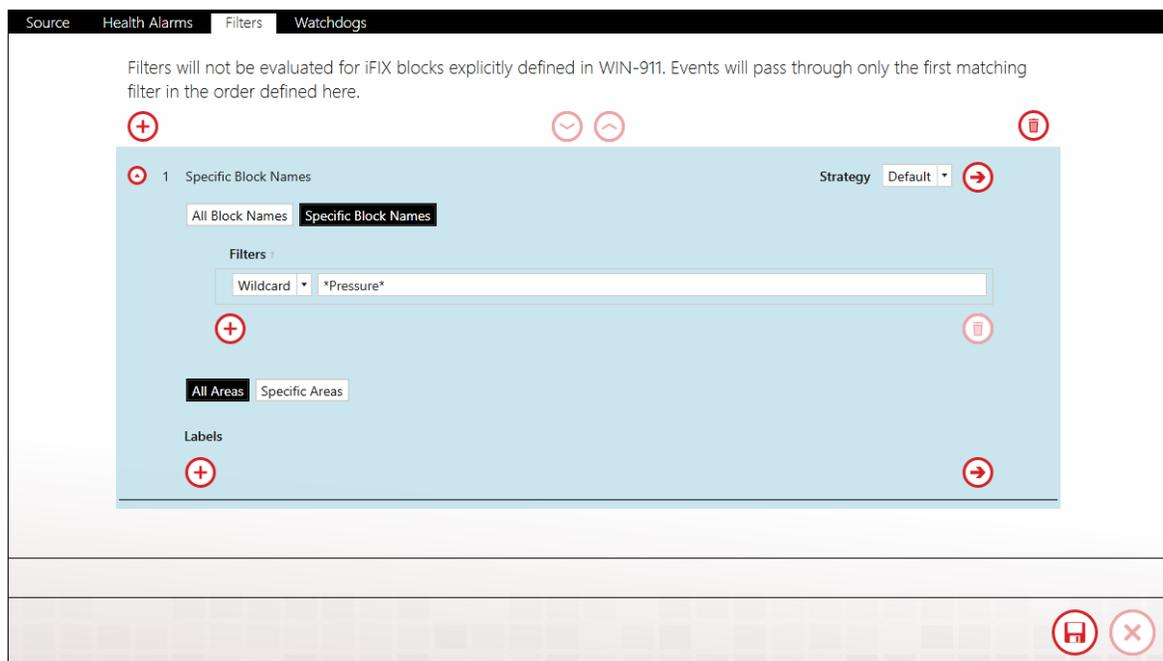 Source Health Alarms Filters Watchdogs
Filters will not be evaluated for iFIX blocks explicitly defined in WIN-911. Events will pass through only the first matching
filter in the order defined here.
1 Specific Block Names Strategy Default
All Block Names Specific Block Names
Filters ↑
Wildcard *Pressure*
All Areas Specific Areas
Labels